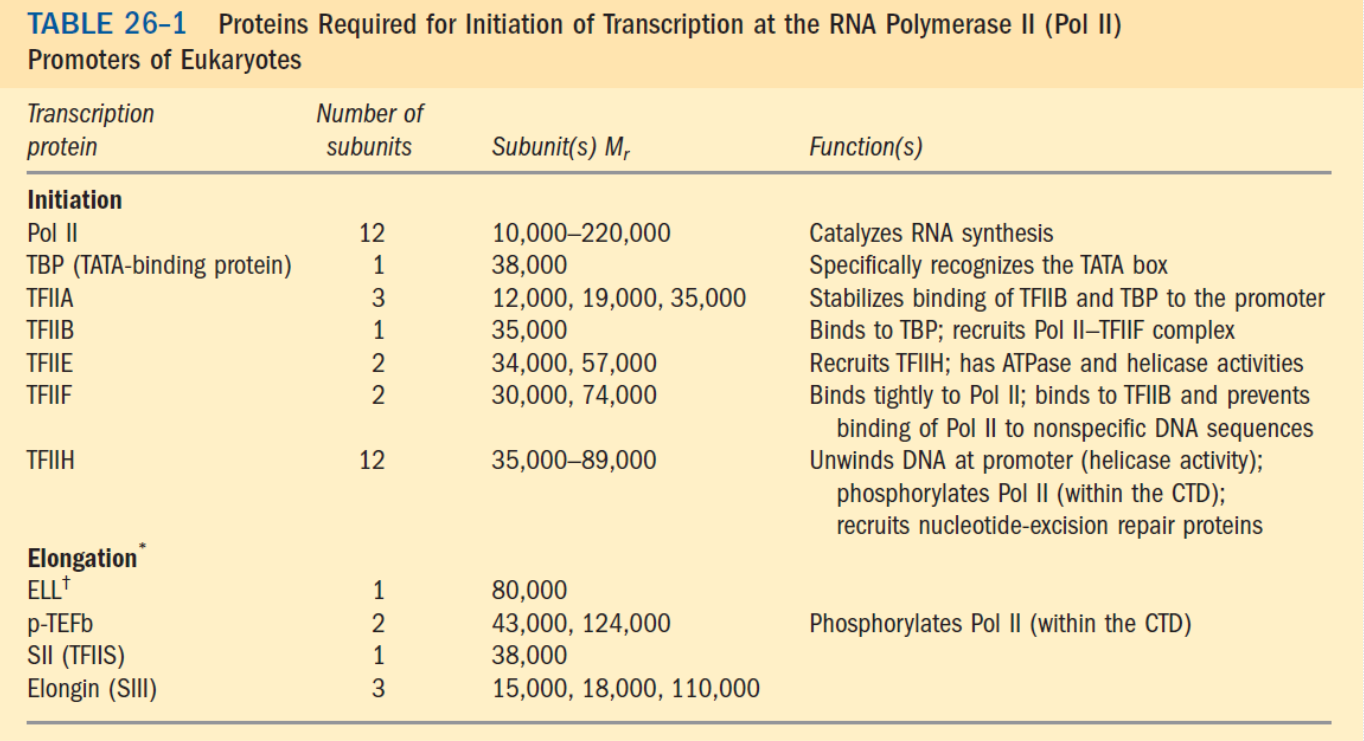 TABLE 26–1 Proteins Required for Initiation of Transcription at the RNA Polymerase II (Pol II)
Promoters of Eukaryotes
Transcription protein Number of subunits Subunit(s) Mr Function(s)
Initiation
Pol II 12 10,000–220,000 Catalyzes RNA synthesis
TBP (TATA-binding protein) 1 38,000 Specifically recognizes the TATA box
TFIIA 3 12,000, 19,000, 35,000 Stabilizes binding of TFIIB and TBP to the promoter
TFIIB 1 35,000 Binds to TBP; recruits Pol II–TFIIF complex
TFIIE 2 34,000, 57,000 Recruits TFIIH; has ATPase and helicase activities
TFIIF 2 30,000, 74,000 Binds tightly to Pol II; binds to TFIIB and prevents
binding of Pol II to nonspecific DNA sequences
TFIIH 12 35,000–89,000 Unwinds DNA at promoter (helicase activity);
phosphorylates Pol II (within the CTD);
recruits nucleotide-excision repair proteins
Elongation*
ELL† 1 80,000
p-TEFb 2 43,000, 124,000 Phosphorylates Pol II (within the CTD)
SII (TFIIS) 1 38,000
Elongin (SIII) 3 15,000, 18,000, 110,000